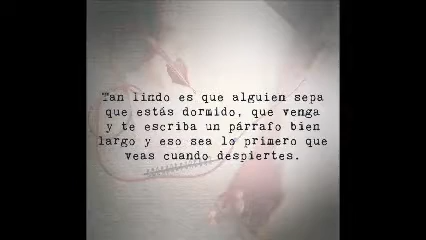 Tan lindo es que alguien sepa
que estás dormido, que venga
y te escriba un párrafo bien
largo y eso sea lo primero que
veas cuando despiertes.